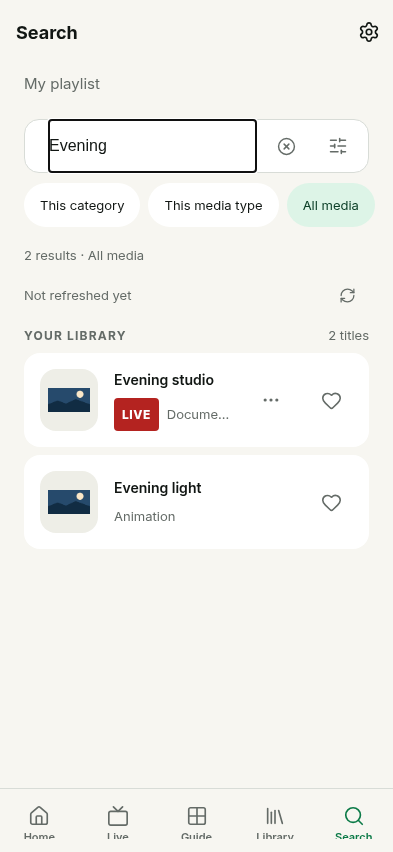 Search
My playlist
Evening
This category
This media type
All media
2 results · All media
Not refreshed yet
YOUR LIBRARY
2 titles
Evening studio
LIVE
Docume...
Evening light
Animation
Home
Live
Guide
Library
Search